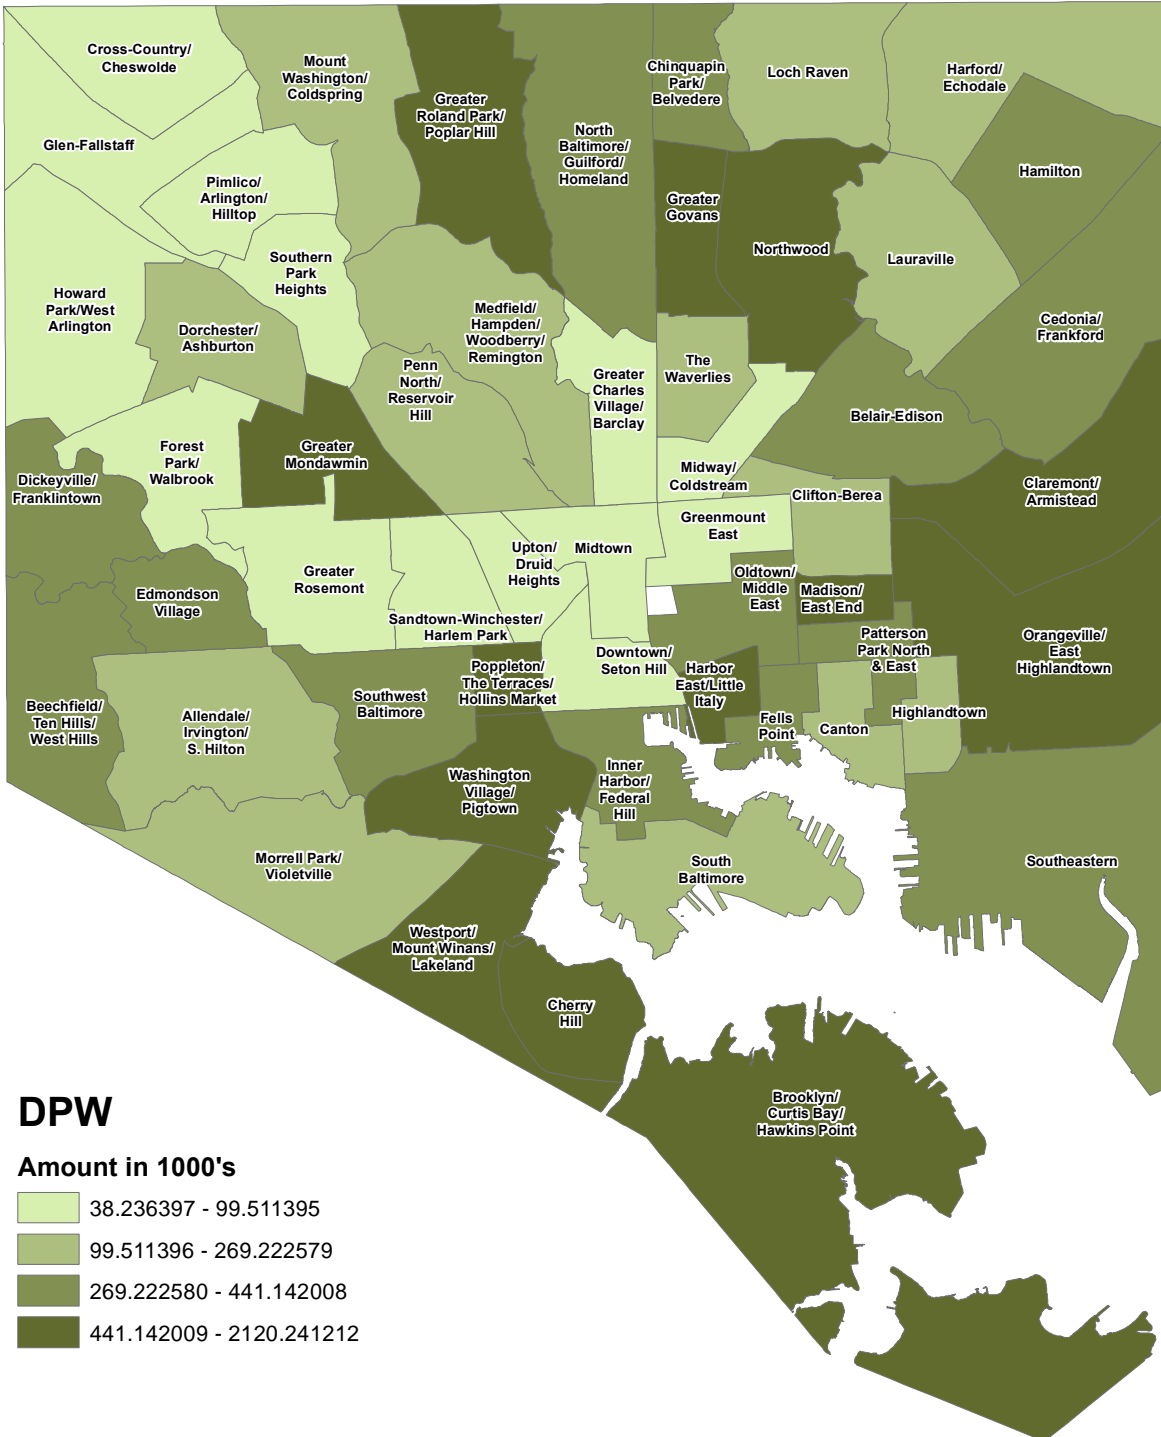 Cross-Country/
Cheswolde
Mount
Washington/
Coldspring
Greater
Roland Park/
Poplar Hill
North
Baltimore/
Guilford/
Homeland
Chinquapin
Park/
Belvedere
Loch Raven
Harford/
Echodale
Glen-Fallstaff
Pimlico/
Arlington/
Hilltop
Greater
Govans
Northwood
Hamilton
Lauraville
Southern
Park
Heights
Howard
Park/West
Arlington
Dorchester/
Ashburton
Medfield/
Hampden/
Woodberry/
Remington
Cedonia/
Frankford
Penn
North/
Reservoir
Hill
Greater
Charles
Village/
Barclay
The
Waverlies
Belair-Edison
Forest
Park/
Walbrook
Greater
Mondawmin
Dickeyville/
Franklintown
Midway/
Coldstream
Clifton-Berea
Claremont/
Armistead
Greenmount
East
Upton/
Druid
Heights
Midtown
Greater
Rosemont
Edmondson
Village
Oldtown/
Middle
East
Madison/
East End
Sandtown-Winchester/
Harlem Park
Patterson
Park North
& East
Orangeville/
East
Highlandtown
Downtown/
Seton Hill
Poppleton/
The Terraces/
Hollins Market
Harbor
East/Little
Italy
Beechfield/
Ten Hills/
West Hills
Allendale/
Irvington/
S. Hilton
Southwest
Baltimore
Fells
Point
Canton
Highlandtown
Washington
Village/
Pigtown
Inner
Harbor/
Federal
Hill
Morrell Park/
Violetville
South
Baltimore
Southeastern
Westport/
Mount Winans/
Lakeland
Cherry
Hill
Brooklyn/
Curtis Bay/
Hawkins Point
DPW
Amount in 1000's
38.236397 - 99.511395
99.511396 - 269.222579
269.222580 - 441.142008
441.142009 - 2120.241212